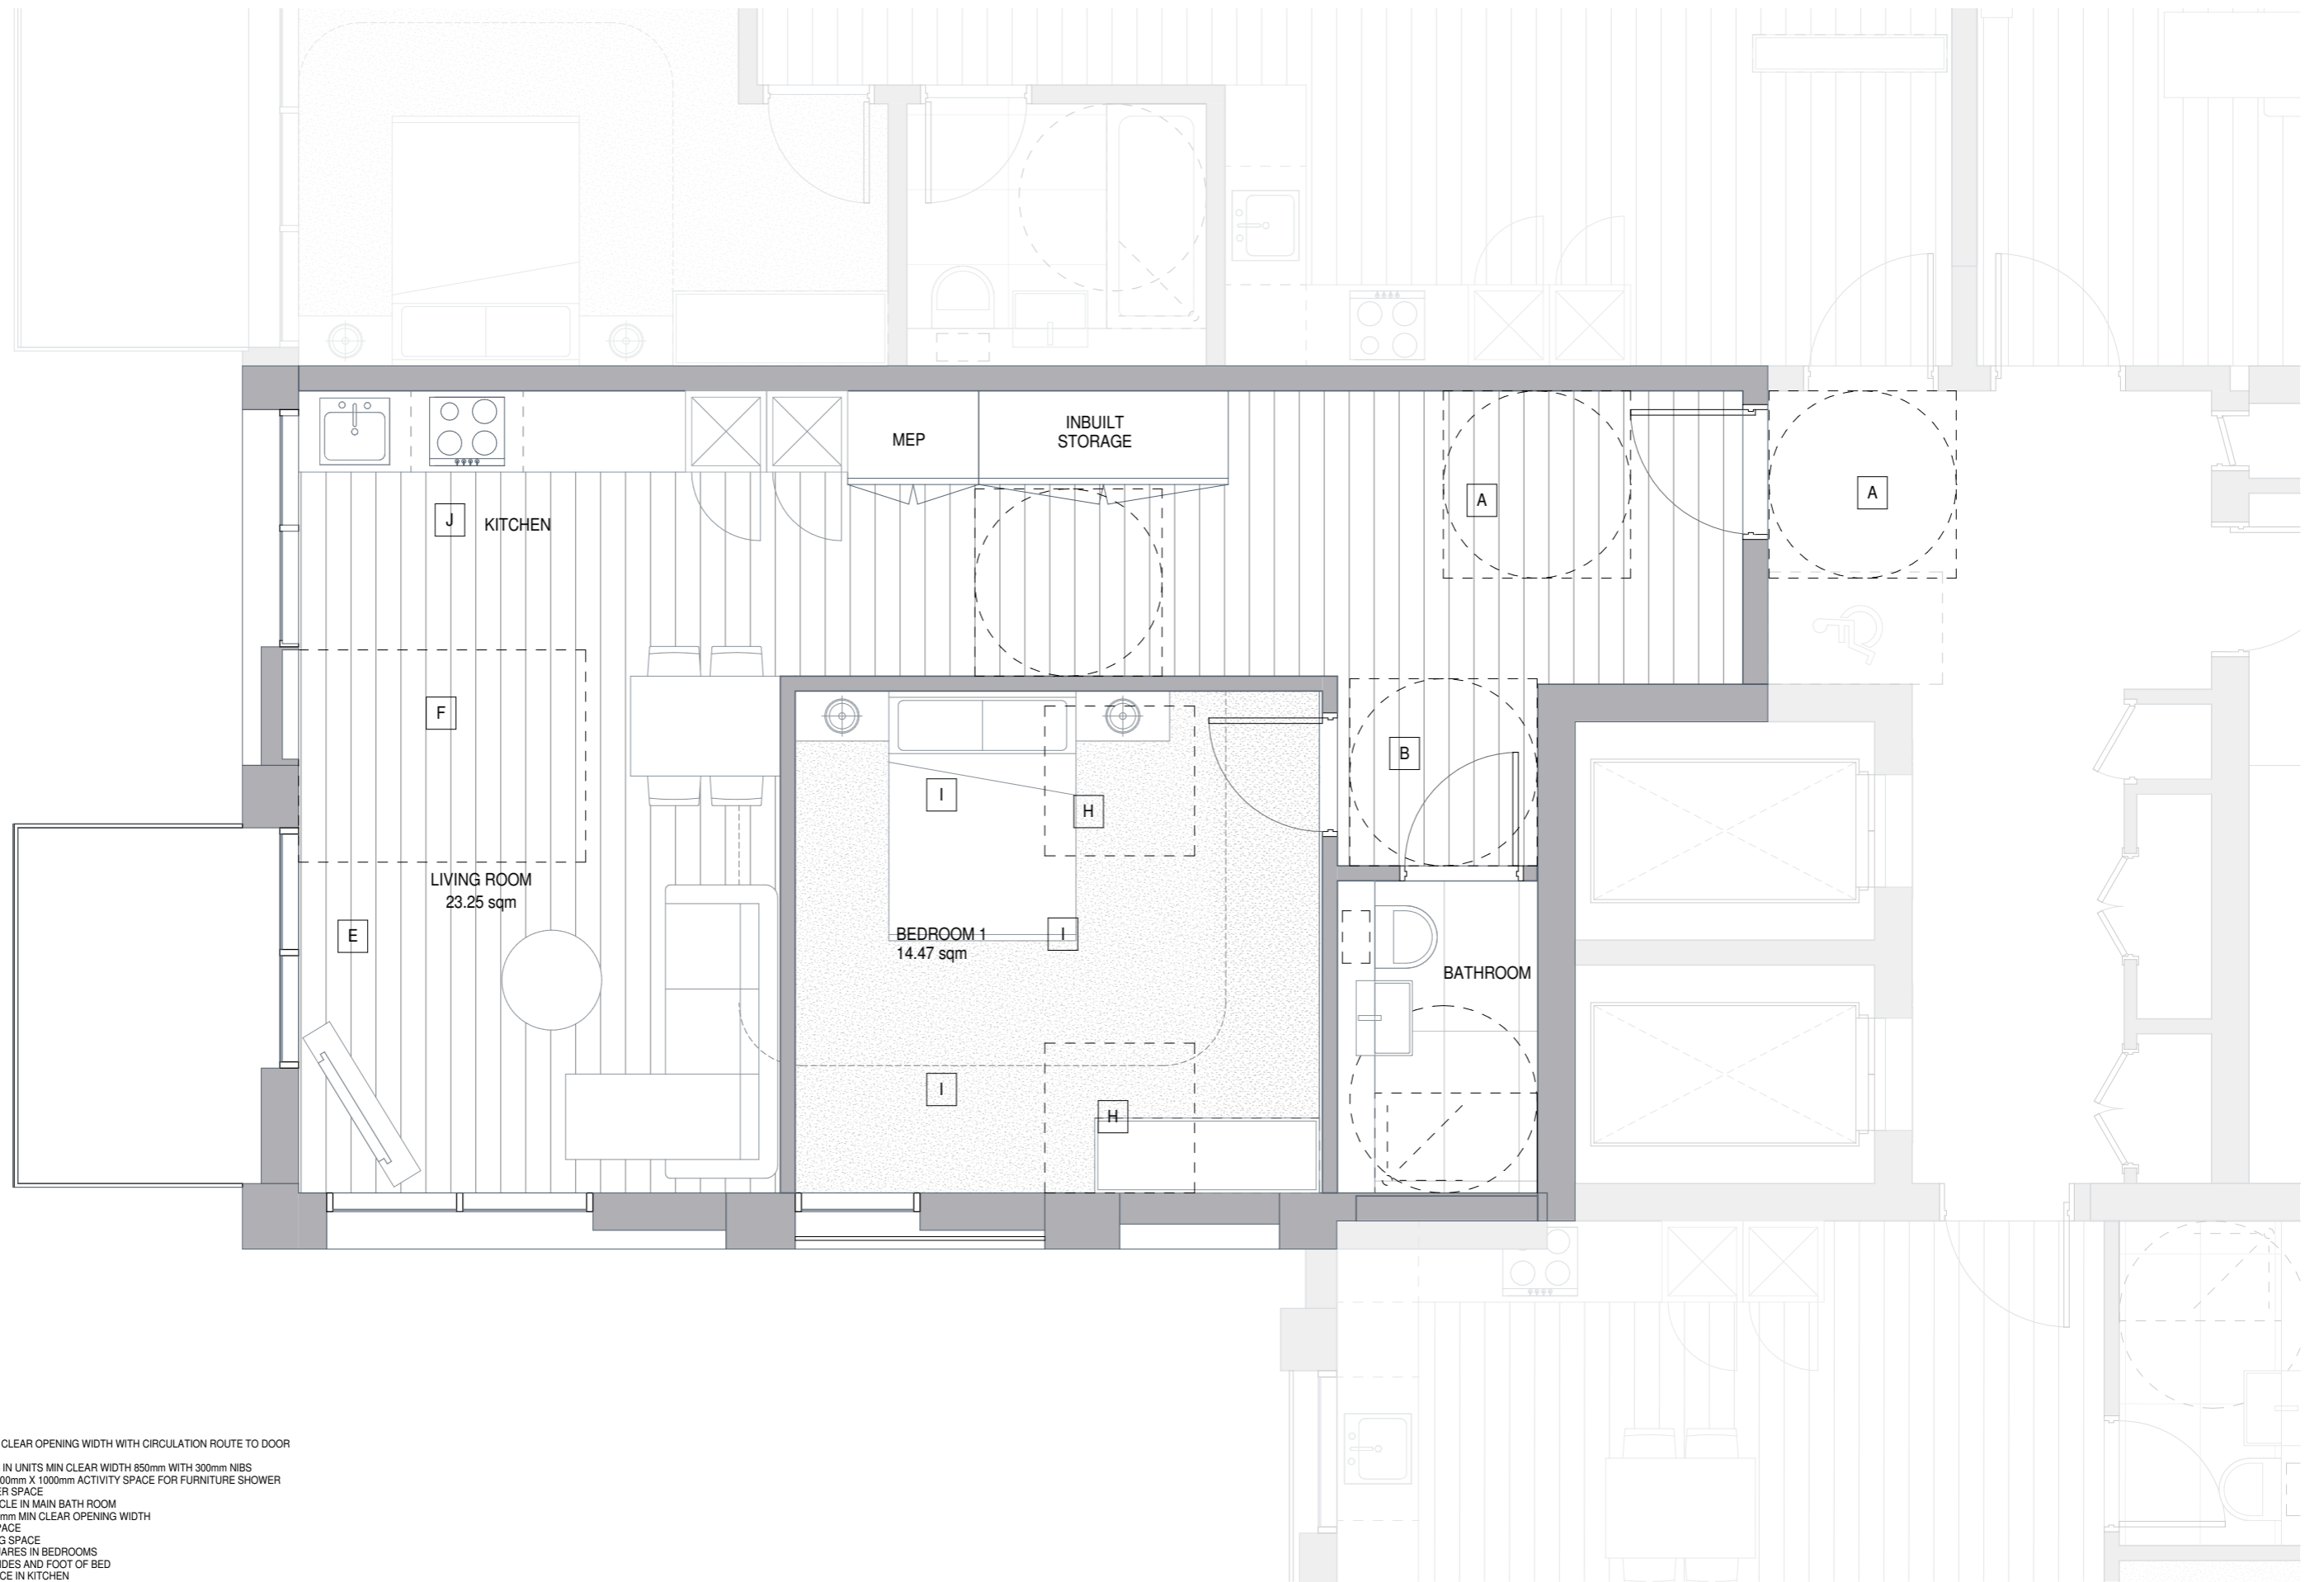 MEP
INBUILT
STORAGE
A
A
J
KITCHEN
F
B
I
H
LIVING ROOM
23.25 sqm
E
BEDROOM 1
14.47 sqm
I
BATHROOM
I
H
CLEAR OPENING WIDTH WITH CIRCULATION ROUTE TO DOOR
IN UNITS MIN CLEAR WIDTH 850mm WITH 300mm NIBS
00mm X 1000mm ACTIVITY SPACE FOR FURNITURE SHOWER
ER SPACE
CLE IN MAIN BATH ROOM
mm MIN CLEAR OPENING WIDTH
PACE
G SPACE
ARES IN BEDROOMS
IDES AND FOOT OF BED
CE IN KITCHEN